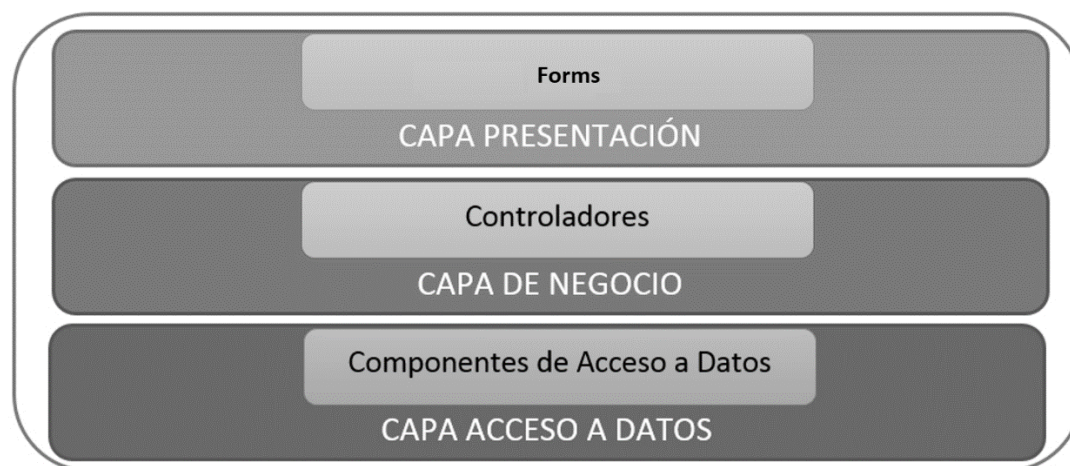 Forms
CAPA PRESENTACIÓN
Controladores
CAPA DE NEGOCIO
Componentes de Acceso a Datos
CAPA ACCESO A DATOS